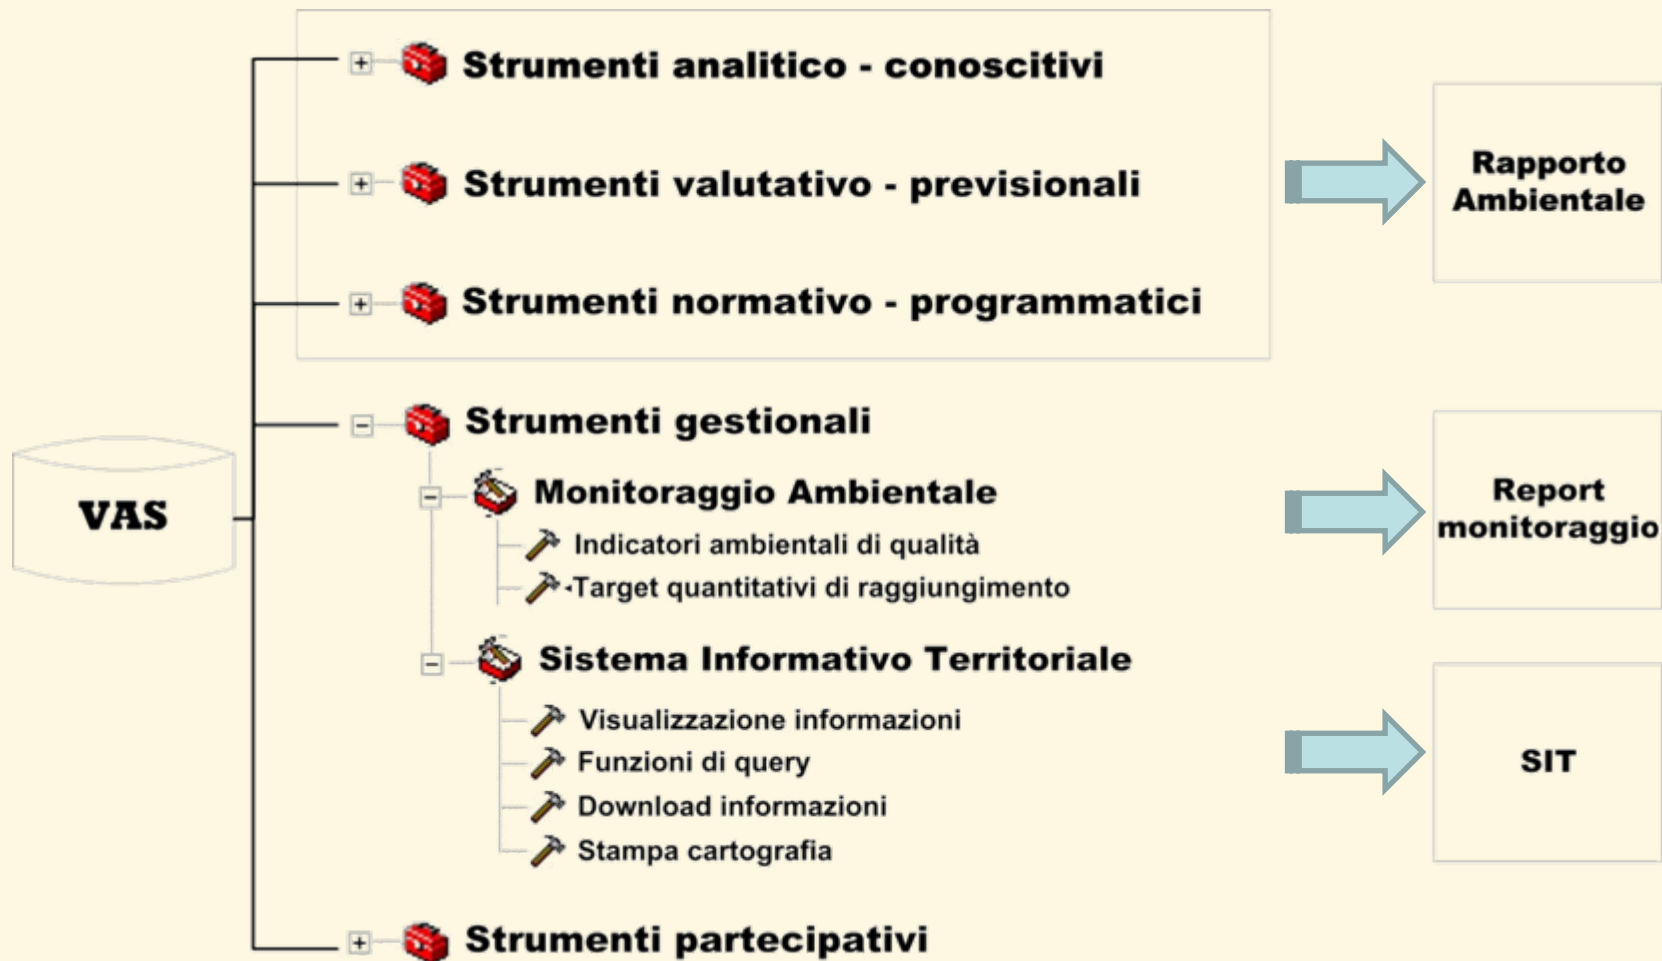 Strumenti analitico - conoscitivi
Strumenti valutativo - previsionali
Strumenti normativo - programmatici
Rapporto
Ambientale
VAS
Strumenti gestionali
Monitoraggio Ambientale
Indicatori ambientali di qualità
Target quantitativi di raggiungimento
Report
monitoraggio
Sistema Informativo Territoriale
Visualizzazione informazioni
Funzioni di query
Download informazioni
Stampa cartografia
SIT
Strumenti partecipativi